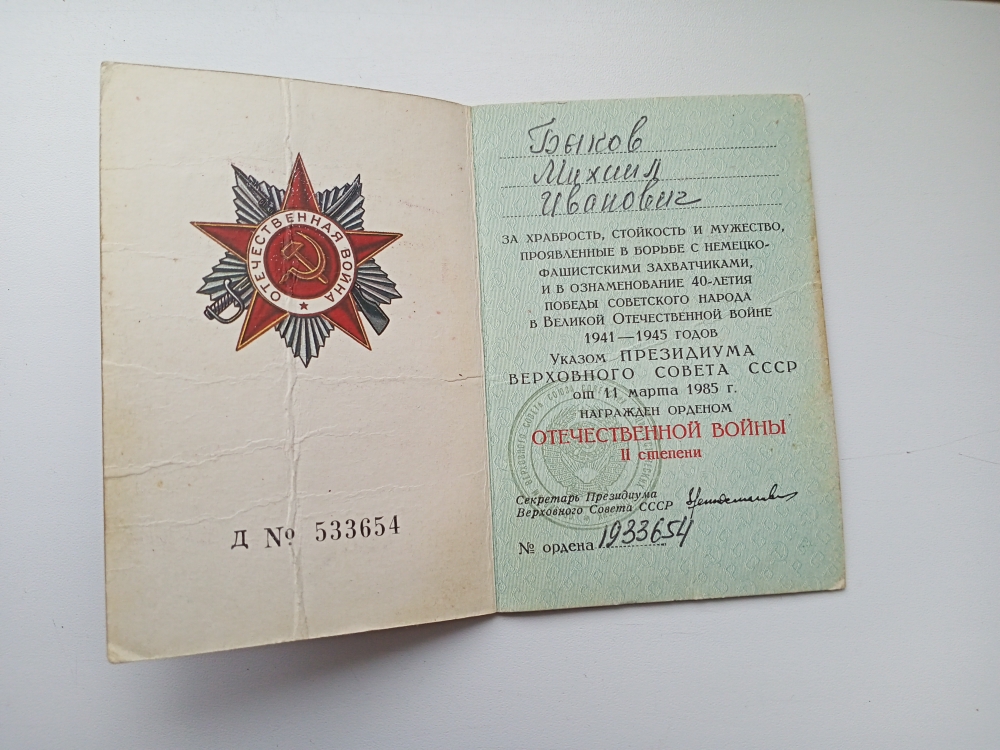 ОТЕЧЕСТВЕННАЯ ВОЙНА
Д № 533654
Быков
Михаил
Иванович
ЗА ХРАБРОСТЬ, СТОЙКОСТЬ И МУЖЕСТВО,
ПРОЯВЛЕННЫЕ В БОРЬБЕ С НЕМЕЦКО-
ФАШИСТСКИМИ ЗАХВАТЧИКАМИ,
И В ОЗНАМЕНОВАНИЕ 40-ЛЕТИЯ
ПОБЕДЫ СОВЕТСКОГО НАРОДА
В ВЕЛИКОЙ ОТЕЧЕСТВЕННОЙ ВОЙНЕ
1941—1945 ГОДОВ
УКАЗОМ ПРЕЗИДИУМА
ВЕРХОВНОГО СОВЕТА СССР
от 11 марта 1985 г.
НАГРАЖДЕН ОРДЕНОМ
ОТЕЧЕСТВЕННОЙ ВОЙНЫ
II степени
Секретарь Президиума
Верховного Совета СССР
№ ордена 1933654